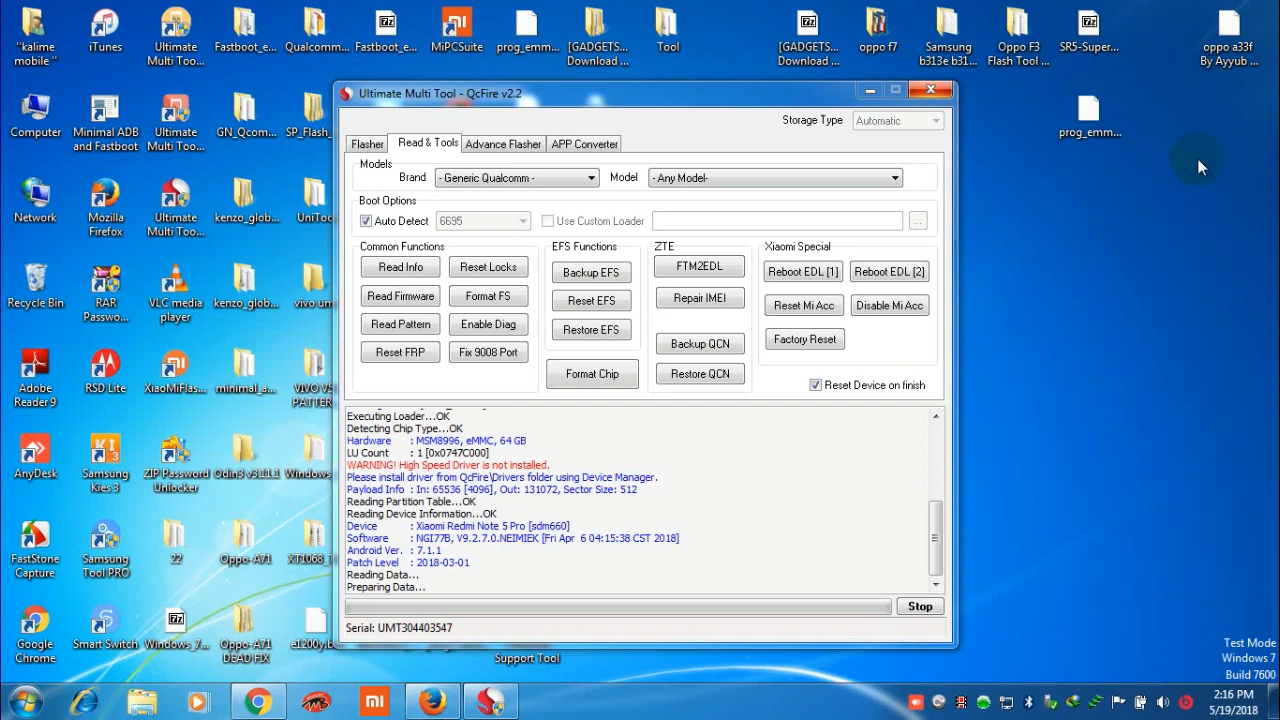 "kalime
mobile "
iTunes
Ultimate
Multi Too...
Fastboot_e...
Qualcomm...
Fastboot_e...
MiPCSuite
prog_emm...
[GADGETS...
Download ...
Tool
[GADGETS...
Download ...
oppo f7
Samsung
b313e b31...
Oppo F3
Flash Tool ...
SR5-Super...
oppo a33f
By Ayyub ...
Computer
Minimal ADB
and Fastboot
Ultimate
Multi Too...
GN_Qcom...
SP_Flash_
prog_emm...
Network
Mozilla
Firefox
Ultimate
Multi Too...
kenzo_glob...
UniToo
Recycle Bin
RAR
Passwo...
VLC media
player
kenzo_glob...
vivo um
Adobe
Reader 9
RSD Lite
XiaoMiFlas...
minimal_a...
VIVO V5
PATTER
AnyDesk
Samsung
Kies 3
ZIP Password
Unlocker
Odin3 v3.11.1
Windows_
FastStone
Capture
Samsung
Tool PRO
22
Oppo-A71
XT1068_
Google
Chrome
Smart Switch
Windows_7...
Oppo-A71
DEAD FIX
e1200y.b
Support Tool
Ultimate Multi Tool - QcFire v2.2
Storage Type Automatic
Flasher Read & Tools Advance Flasher APP Converter
Models
Brand - Generic Qualcomm - Model - Any Model-
Boot Options
Auto Detect 6695 Use Custom Loader ...
Common Functions EFS Functions ZTE Xiaomi Special
Read Info Reset Locks Backup EFS FTM2EDL Reboot EDL [1] Reboot EDL [2]
Read Firmware Format FS Reset EFS Repair IMEI Reset Mi Acc Disable Mi Acc
Read Pattern Enable Diag Restore EFS Backup QCN Factory Reset
Reset FRP Fix 9008 Port Format Chip Restore QCN
Reset Device on finish
Executing Loader...OK
Detecting Chip Type...OK
Hardware : MSM8996, eMMC, 64 GB
LU Count : 1 [0x0747C000]
WARNING! High Speed Driver is not installed.
Please install driver from QcFire\Drivers folder using Device Manager.
Payload Info : In: 65536 [4096], Out: 131072, Sector Size: 512
Reading Partition Table...OK
Reading Device Information...OK
Device : Xiaomi Redmi Note 5 Pro [sdm660]
Software : NGI77B, V9.2.7.0.NEIMIEK [Fri Apr 6 04:15:38 CST 2018]
Android Ver. : 7.1.1
Patch Level : 2018-03-01
Reading Data...
Preparing Data...
Stop
Serial: UMT304403547
Test Mode
Windows 7
Build 7600
2:16 PM
5/19/2018